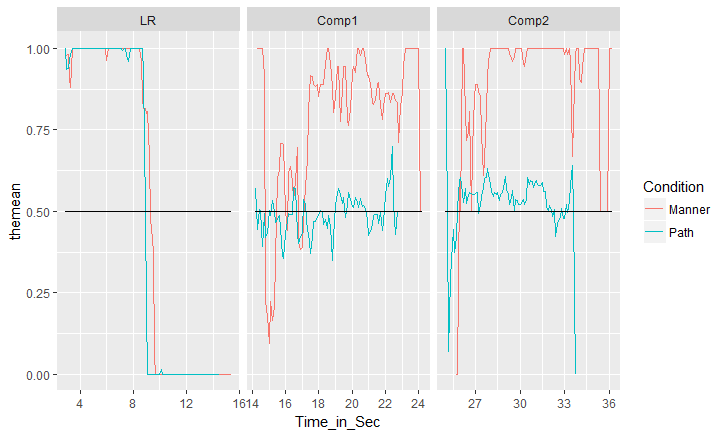 LR Comp1 Comp2
1.00
0.75
0.50
0.25
0.00
thermean
4 8 12 16 14 16 18 20 22 24 27 30 33 36
Time_in_Sec
Condition
Manner
Path